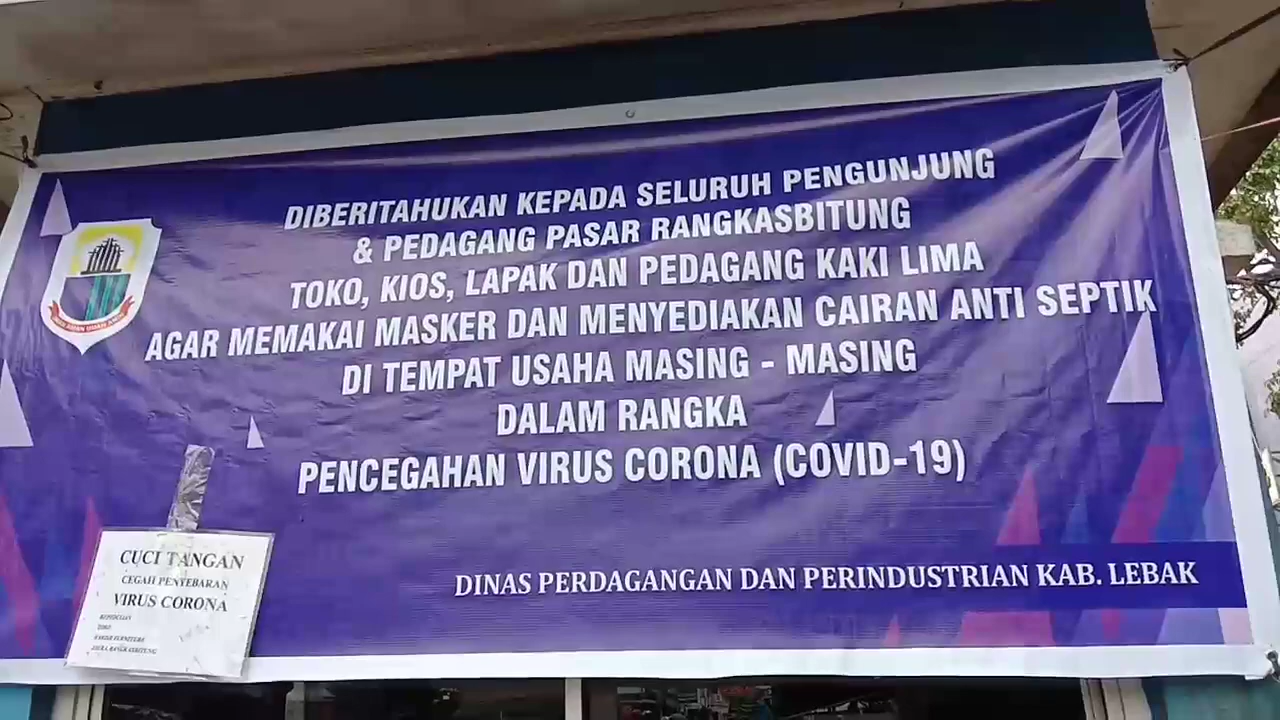 DIBERITAHUKAN KEPADA SELURUH PENGUNJUNG
& PEDAGANG PASAR RANGKASBITUNG
TOKO, KIOS, LAPAK DAN PEDAGANG KAKI LIMA
AGAR MEMAKAI MASKER DAN MENYEDIAKAN CAIRAN ANTI SEPTIK
DI TEMPAT USAHA MASING - MASING
DALAM RANGKA
PENCEGAHAN VIRUS CORONA (COVID-19)
DINAS PERDAGANGAN DAN PERINDUSTRIAN KAB. LEBAK
CUCI TANGAN
CEGAH PENYEBARAN
VIRUS CORONA
TOKO